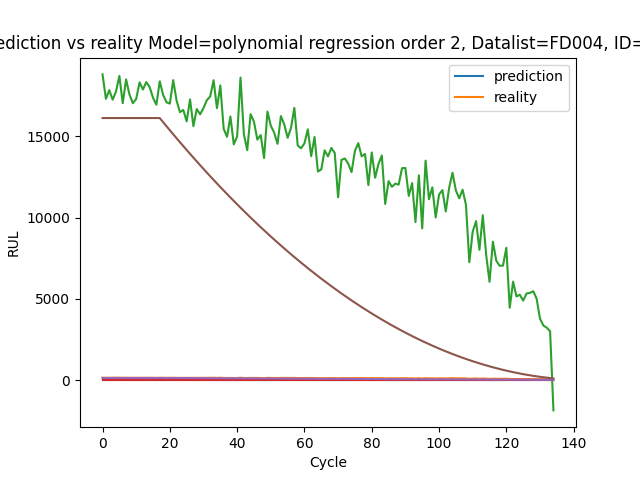 ediction vs reality Model=polynomial regression order 2, Datalist=FD004, ID=
prediction
reality
RUL
15000
10000
5000
0
0 20 40 60 80 100 120 140
Cycle